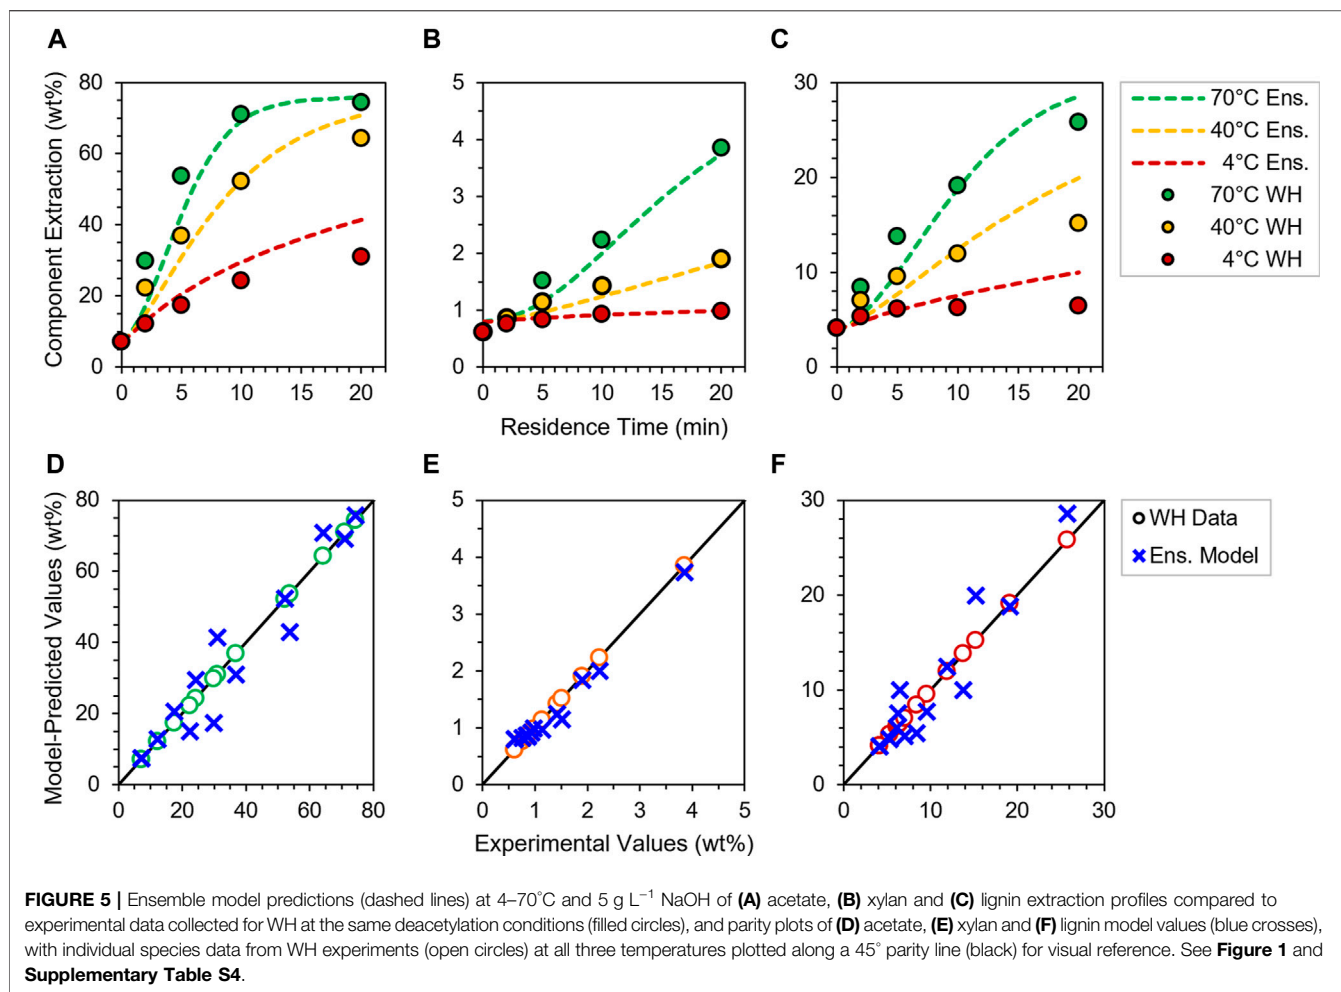 A
B
C
Component Extraction (wt%)
80
60
40
20
0
0 5 10 15 20
5
4
3
2
1
0
0 5 10 15 20
30
20
10
0
0 5 10 15 20
Residence Time (min)
70°C Ens.
40°C Ens.
4°C Ens.
70°C WH
40°C WH
4°C WH
D
E
F
Model-Predicted Values (wt%)
80
60
40
20
0
0 20 40 60 80
5
4
3
2
1
0
0 1 2 3 4 5
30
20
10
0
0 10 20 30
Experimental Values (wt%)
WH Data
Ens. Model
FIGURE 5 | Ensemble model predictions (dashed lines) at 4–70°C and 5 g L⁻¹ NaOH of (A) acetate, (B) xylan and (C) lignin extraction profiles compared to
experimental data collected for WH at the same deacetylation conditions (filled circles), and parity plots of (D) acetate, (E) xylan and (F) lignin model values (blue crosses),
with individual species data from WH experiments (open circles) at all three temperatures plotted along a 45° parity line (black) for visual reference. See Figure 1 and
Supplementary Table S4.